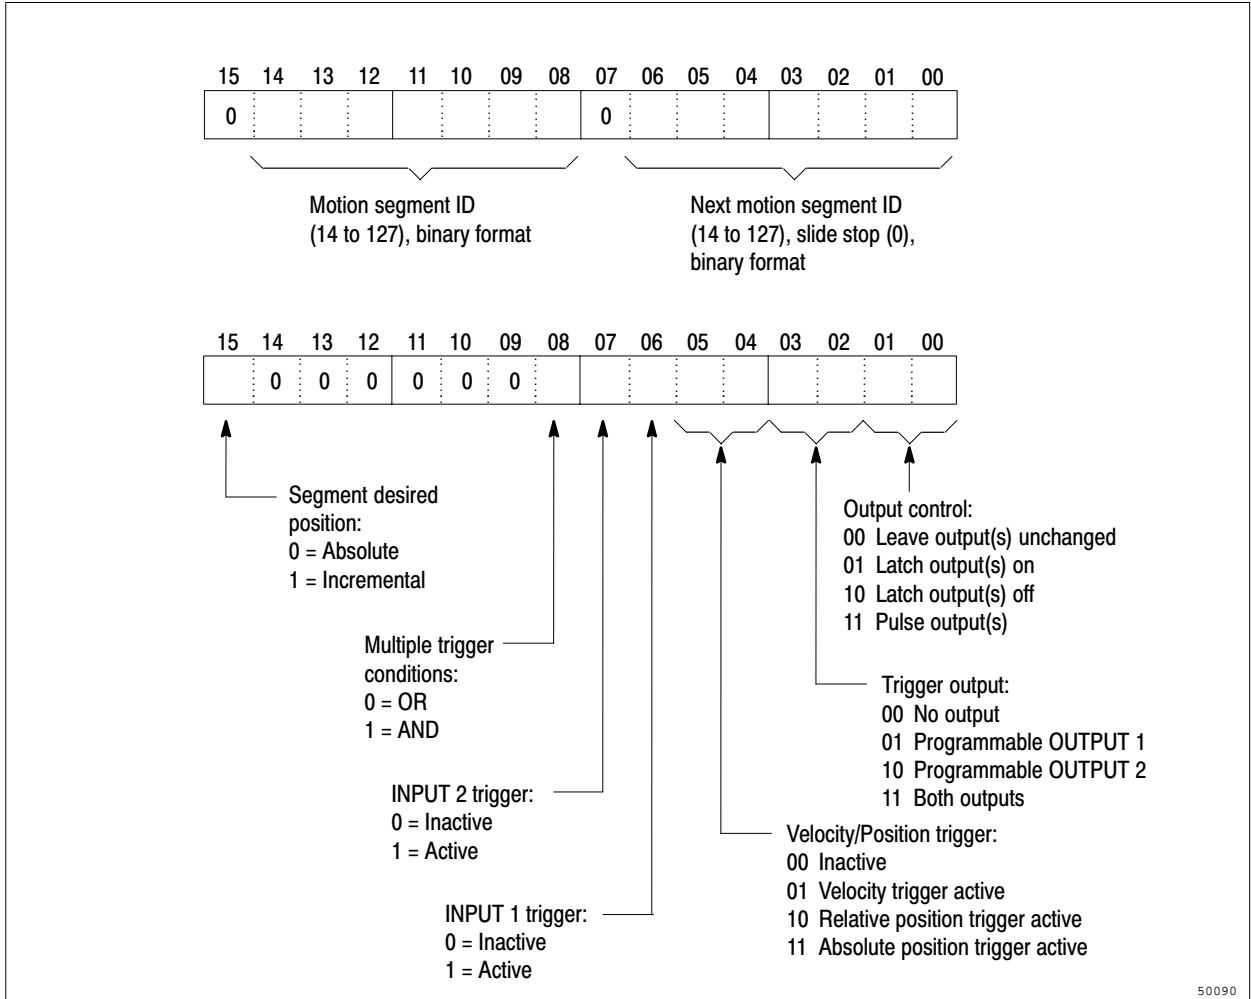 15 14 13 12 11 10 09 08 07 06 05 04 03 02 01 00
0 0
Motion segment ID
(14 to 127), binary format
Next motion segment ID
(14 to 127), slide stop (0),
binary format
15 14 13 12 11 10 09 08 07 06 05 04 03 02 01 00
0 0 0 0 0 0
Segment desired
position:
0 = Absolute
1 = Incremental
Output control:
00 Leave output(s) unchanged
01 Latch output(s) on
10 Latch output(s) off
11 Pulse output(s)
Multiple trigger
conditions:
0 = OR
1 = AND
Trigger output:
00 No output
01 Programmable OUTPUT 1
10 Programmable OUTPUT 2
11 Both outputs
INPUT 2 trigger:
0 = Inactive
1 = Active
Velocity/Position trigger:
00 Inactive
01 Velocity trigger active
10 Relative position trigger active
11 Absolute position trigger active
INPUT 1 trigger:
0 = Inactive
1 = Active
50090